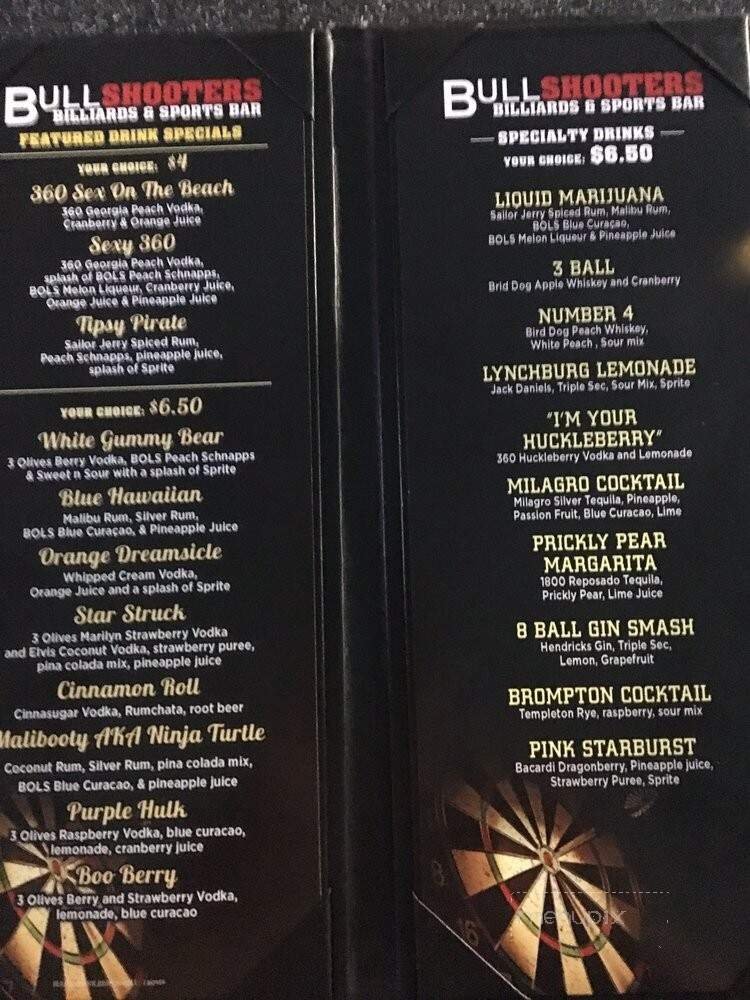 BULLSHOOTERS
BILLIARDS & SPORTS BAR
FEATURED DRINK SPECIALS
YOUR CHOICE: $4
360 Sex On The Beach
360 Georgia Peach Vodka,
Cranberry & Orange Juice
Sexy 360
360 Georgia Peach Vodka,
splash of BOLS Peach Schnapps,
BOLS Melon Liqueur, Cranberry Juice,
Orange Juice & Pineapple Juice
Tipsy Pirate
Sailor Jerry Spiced Rum,
Peach Schnapps, pineapple juice,
splash of Sprite
YOUR CHOICE: $6.50
White Gummy Bear
3 Olives Berry Vodka, BOLS Peach Schnapps
& Sweet n Sour with a splash of Sprite
Blue Hawaiian
Malibu Rum, Silver Rum,
BOLS Blue Curaçao, & Pineapple Juice
Orange Dreamsicle
Whipped Cream Vodka,
Orange Juice and a splash of Sprite
Star Struck
3 Olives Marilyn Strawberry Vodka
and Elvis Coconut Vodka, strawberry puree,
pina colada mix, pineapple juice
Cinnamon Roll
Cinnasugar Vodka, Rumchata, root beer
Malibooty AKA Ninja Turtle
Coconut Rum, Silver Rum, pina colada mix,
BOLS Blue Curacao, & pineapple juice
Purple Hulk
3 Olives Raspberry Vodka, blue curacao,
lemonade, cranberry juice
Boo Berry
3 Olives Berry and Strawberry Vodka,
lemonade, blue curacao
BULLSHOOTERS
BILLIARDS & SPORTS BAR
SPECIALTY DRINKS
YOUR CHOICE: $6.50
LIQUID MARIJUANA
Sailor Jerry Spiced Rum, Malibu Rum,
BOLS Blue Curaçao,
BOLS Melon Liqueur & Pineapple Juice
3 BALL
Brid Dog Apple Whiskey and Cranberry
NUMBER 4
Bird Dog Peach Whiskey,
White Peach , Sour mix
LYNCHBURG LEMONADE
Jack Daniels, Triple Sec, Sour Mix, Sprite
"I'M YOUR
HUCKLEBERRY"
360 Huckleberry Vodka and Lemonade
MILAGRO COCKTAIL
Milagro Silver Tequila, Pineapple,
Passion Fruit, Blue Curacao, Lime
PRICKLY PEAR
MARGARITA
1800 Reposado Tequila,
Prickly Pear, Lime Juice
8 BALL GIN SMASH
Hendricks Gin, Triple Sec,
Lemon, Grapefruit
BROMPTON COCKTAIL
Templeton Rye, raspberry, sour mix
PINK STARBURST
Bacardi Dragonberry, Pineapple juice,
Strawberry Puree, Sprite
8
16